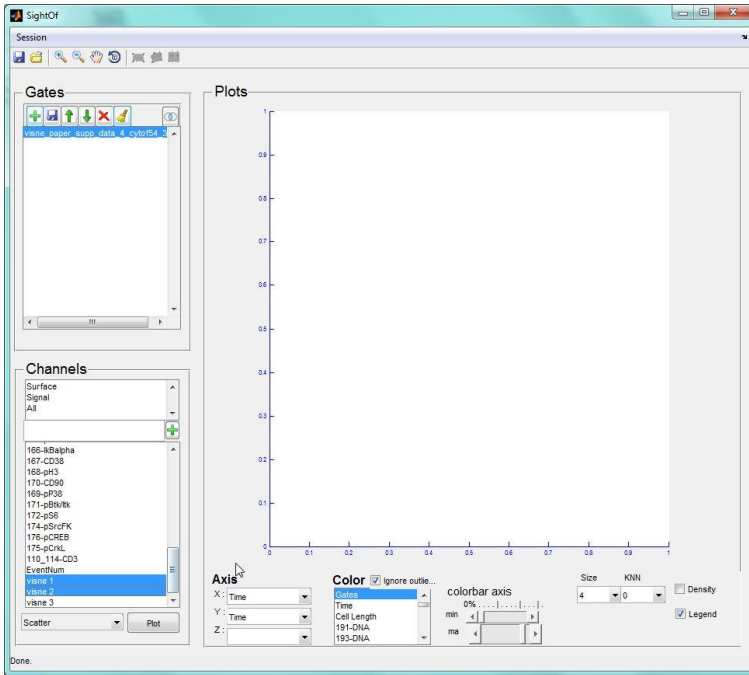 SightOf
Session
Gates
visne_paper_supp_data_4_cytof54_3
Plots
1
0.9
0.8
0.7
0.6
0.5
0.4
0.3
0.2
0.1
0
0.1 0.2 0.3 0.4 0.5 0.6 0.7 0.8 0.9 1
Channels
Surface
Signal
All
166-IkBalpha
167-CD38
168-pH3
170-CD90
169-pP38
171-pBtk/Itk
172-pS6
174-pSrcFK
176-pCREB
175-pCrkL
110_114-CD3
EventNum
visne 1
visne 2
visne 3
Scatter Plot
Axis
X : Time
Y : Time
Z :
Color Ignore outlie...
Gates
Time
Cell Length
191-DNA
193-DNA
colorbar axis
0% . . . . | . . . . | . . . . | .
min
ma
Size KNN
4 0
Density
Legend
Done.